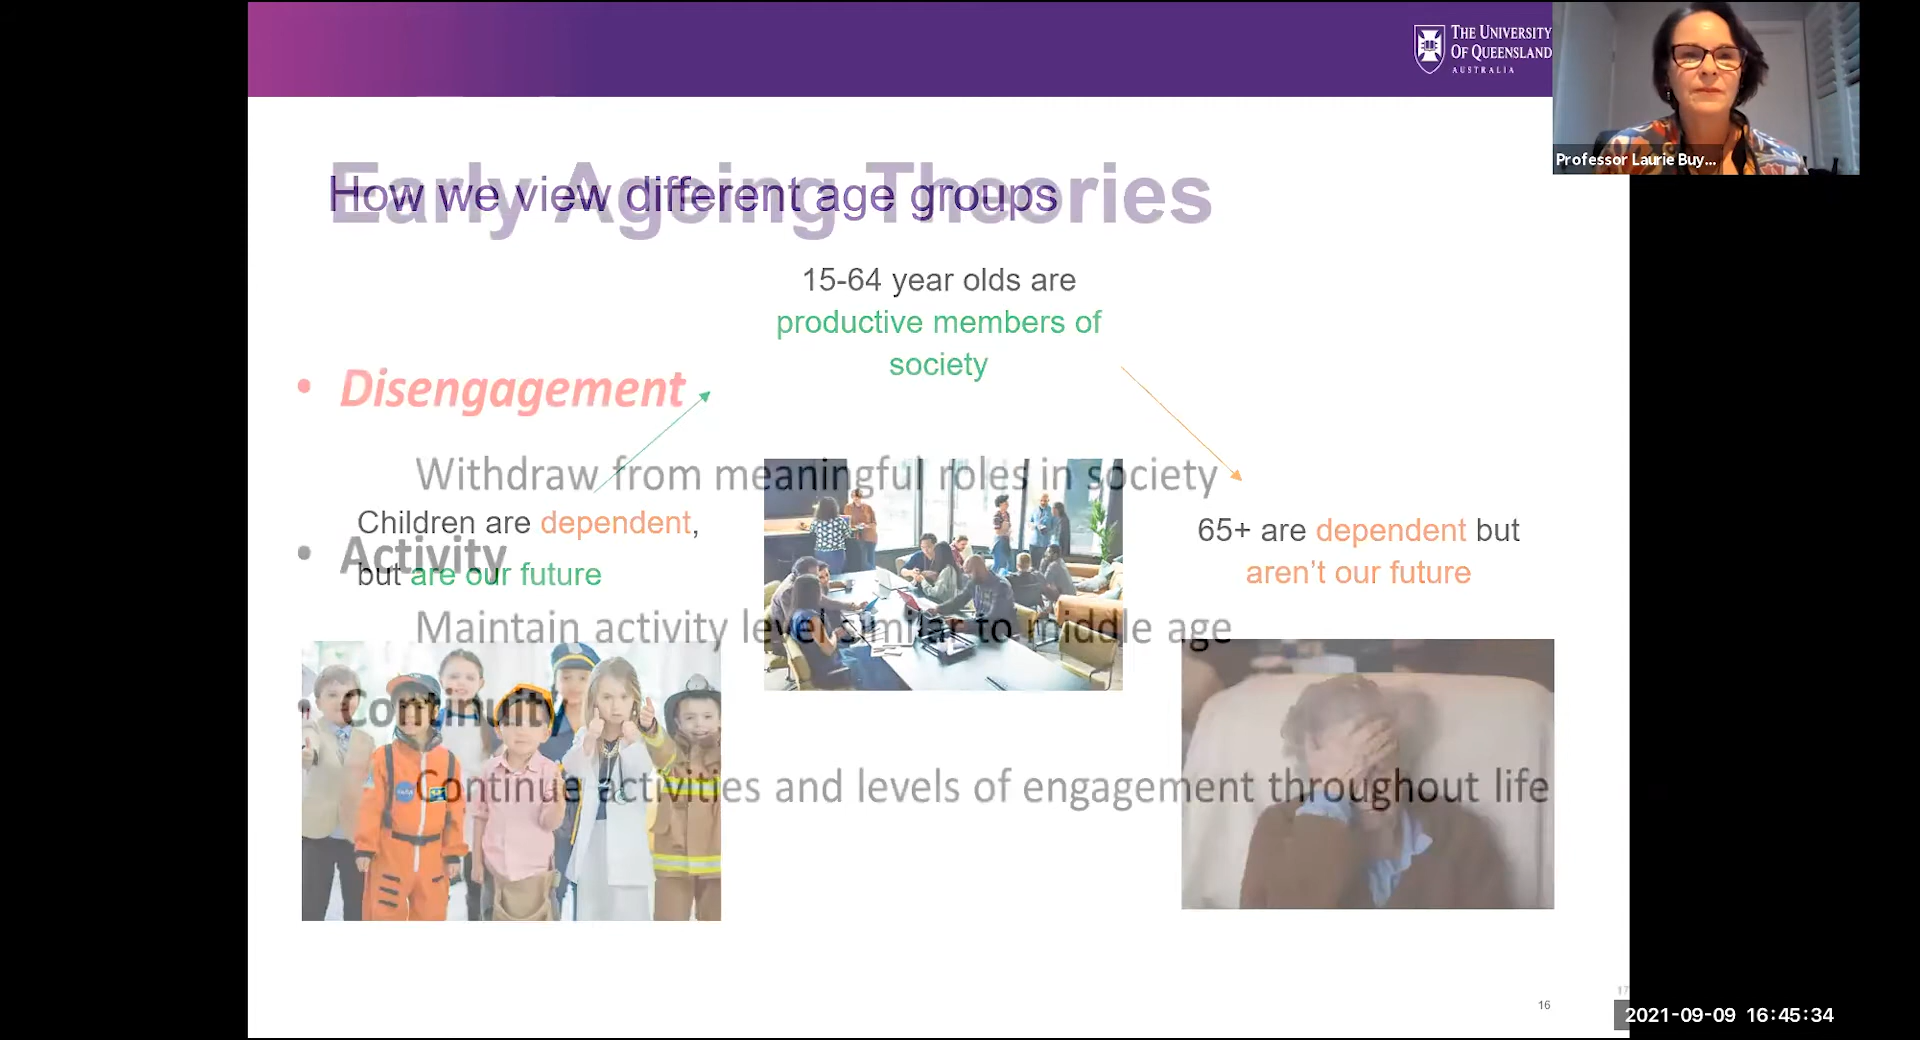 THE UNIVERSITY
OF QUEENSLAND
AUSTRALIA
Professor Laurie Buy...
Early Ageing Theories
How we view different age groups
15-64 year olds are
productive members of
society
• Disengagement
Withdraw from meaningful roles in society
Children are dependent,
but are our future
65+ are dependent but
aren't our future
• Activity
Maintain activity level similar to middle age
• Continuity
Continue activities and levels of engagement throughout life
16
17
2021-09-09 16:45:34